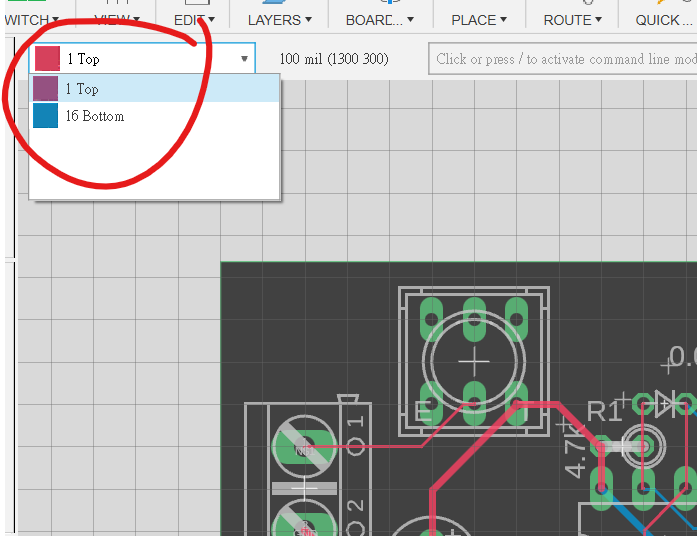 WITCH▾ VIEW▾ EDIT▾ LAYERS▾ BOARD...▾ PLACE▾ ROUTE▾ QUICK...
1 Top 100 mil (1300 300) Click or press / to activate command line mod
1 Top
16 Bottom
0.0
E
R1
1
4.7k
2